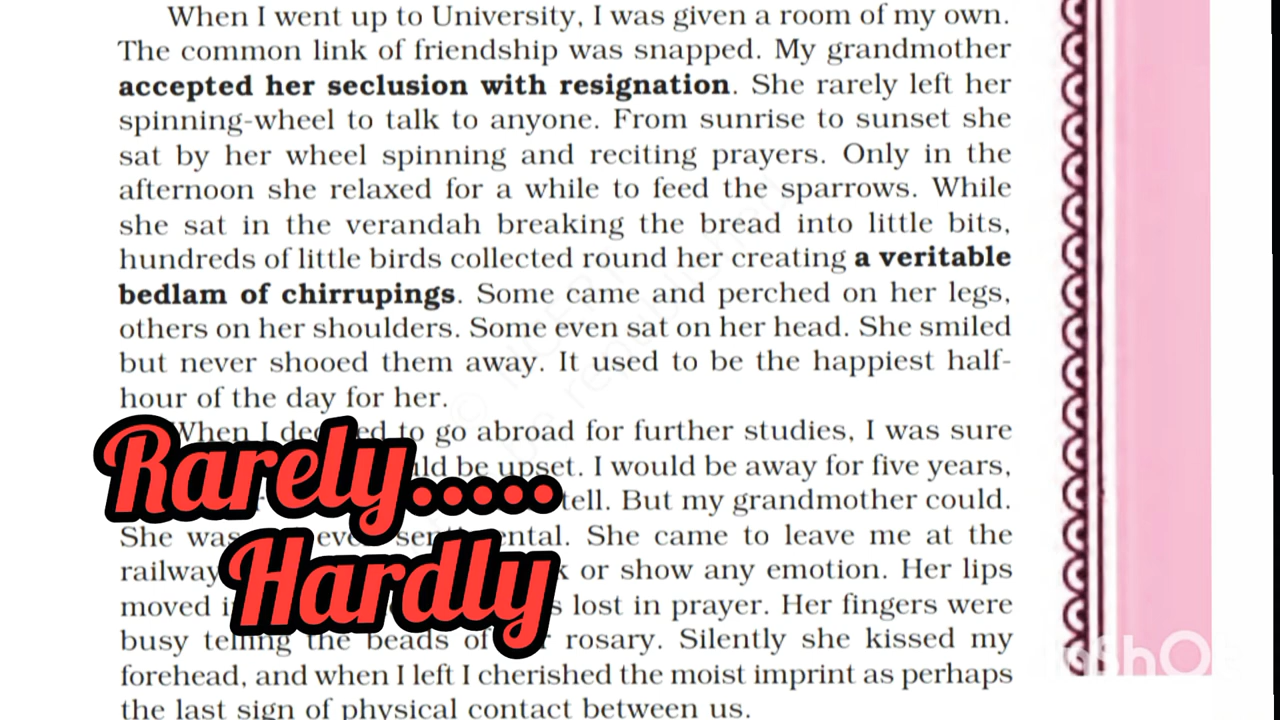 When I went up to University, I was given a room of my own.
The common link of friendship was snapped. My grandmother
accepted her seclusion with resignation. She rarely left her
spinning-wheel to talk to anyone. From sunrise to sunset she
sat by her wheel spinning and reciting prayers. Only in the
afternoon she relaxed for a while to feed the sparrows. While
she sat in the verandah breaking the bread into little bits,
hundreds of little birds collected round her creating a veritable
bedlam of chirrupings. Some came and perched on her legs,
others on her shoulders. Some even sat on her head. She smiled
but never shooed them away. It used to be the happiest half-
hour of the day for her.
When I decided to go abroad for further studies, I was sure
be upset. I would be away for five years,
tell. But my grandmother could.
She was sentimental. She came to leave me at the
railway or show any emotion. Her lips
moved lost in prayer. Her fingers were
busy telling the beads of rosary. Silently she kissed my
forehead, and when I left I cherished the moist imprint as perhaps
the last sign of physical contact between us.
Rarely.....
Hardly